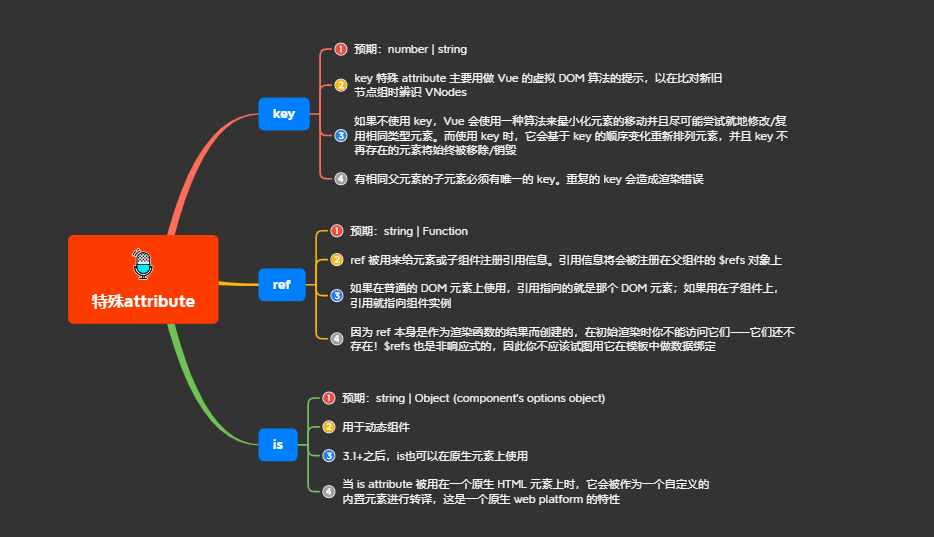 特殊attribute
key
1 预期：number | string
2 key 特殊 attribute 主要用做 Vue 的虚拟 DOM 算法的提示，以在比对新旧
节点组时辨识 VNodes
3 如果不使用 key，Vue 会使用一种算法来最小化元素的移动并且尽可能尝试就地修改/复
用相同类型元素。而使用 key 时，它会基于 key 的顺序变化重新排列元素，并且 key 不
再存在的元素将始终被移除/销毁
4 有相同父元素的子元素必须有唯一的 key。重复的 key 会造成渲染错误
ref
1 预期：string | Function
2 ref 被用来给元素或子组件注册引用信息。引用信息将会被注册在父组件的 $refs 对象上
3 如果在普通的 DOM 元素上使用，引用指向的就是那个 DOM 元素；如果用在子组件上，
引用就指向组件实例
4 因为 ref 本身是作为渲染函数的结果而创建的，在初始渲染时你不能访问它们——它们还不
存在！$refs 也是非响应式的，因此你不应该试图用它在模板中做数据绑定
is
1 预期：string | Object (component's options object)
2 用于动态组件
3 3.1+之后，is也可以在原生元素上使用
4 当 is attribute 被用在一个原生 HTML 元素上时，它会被作为一个自定义的
内置元素进行转译，这是一个原生 web platform 的特性